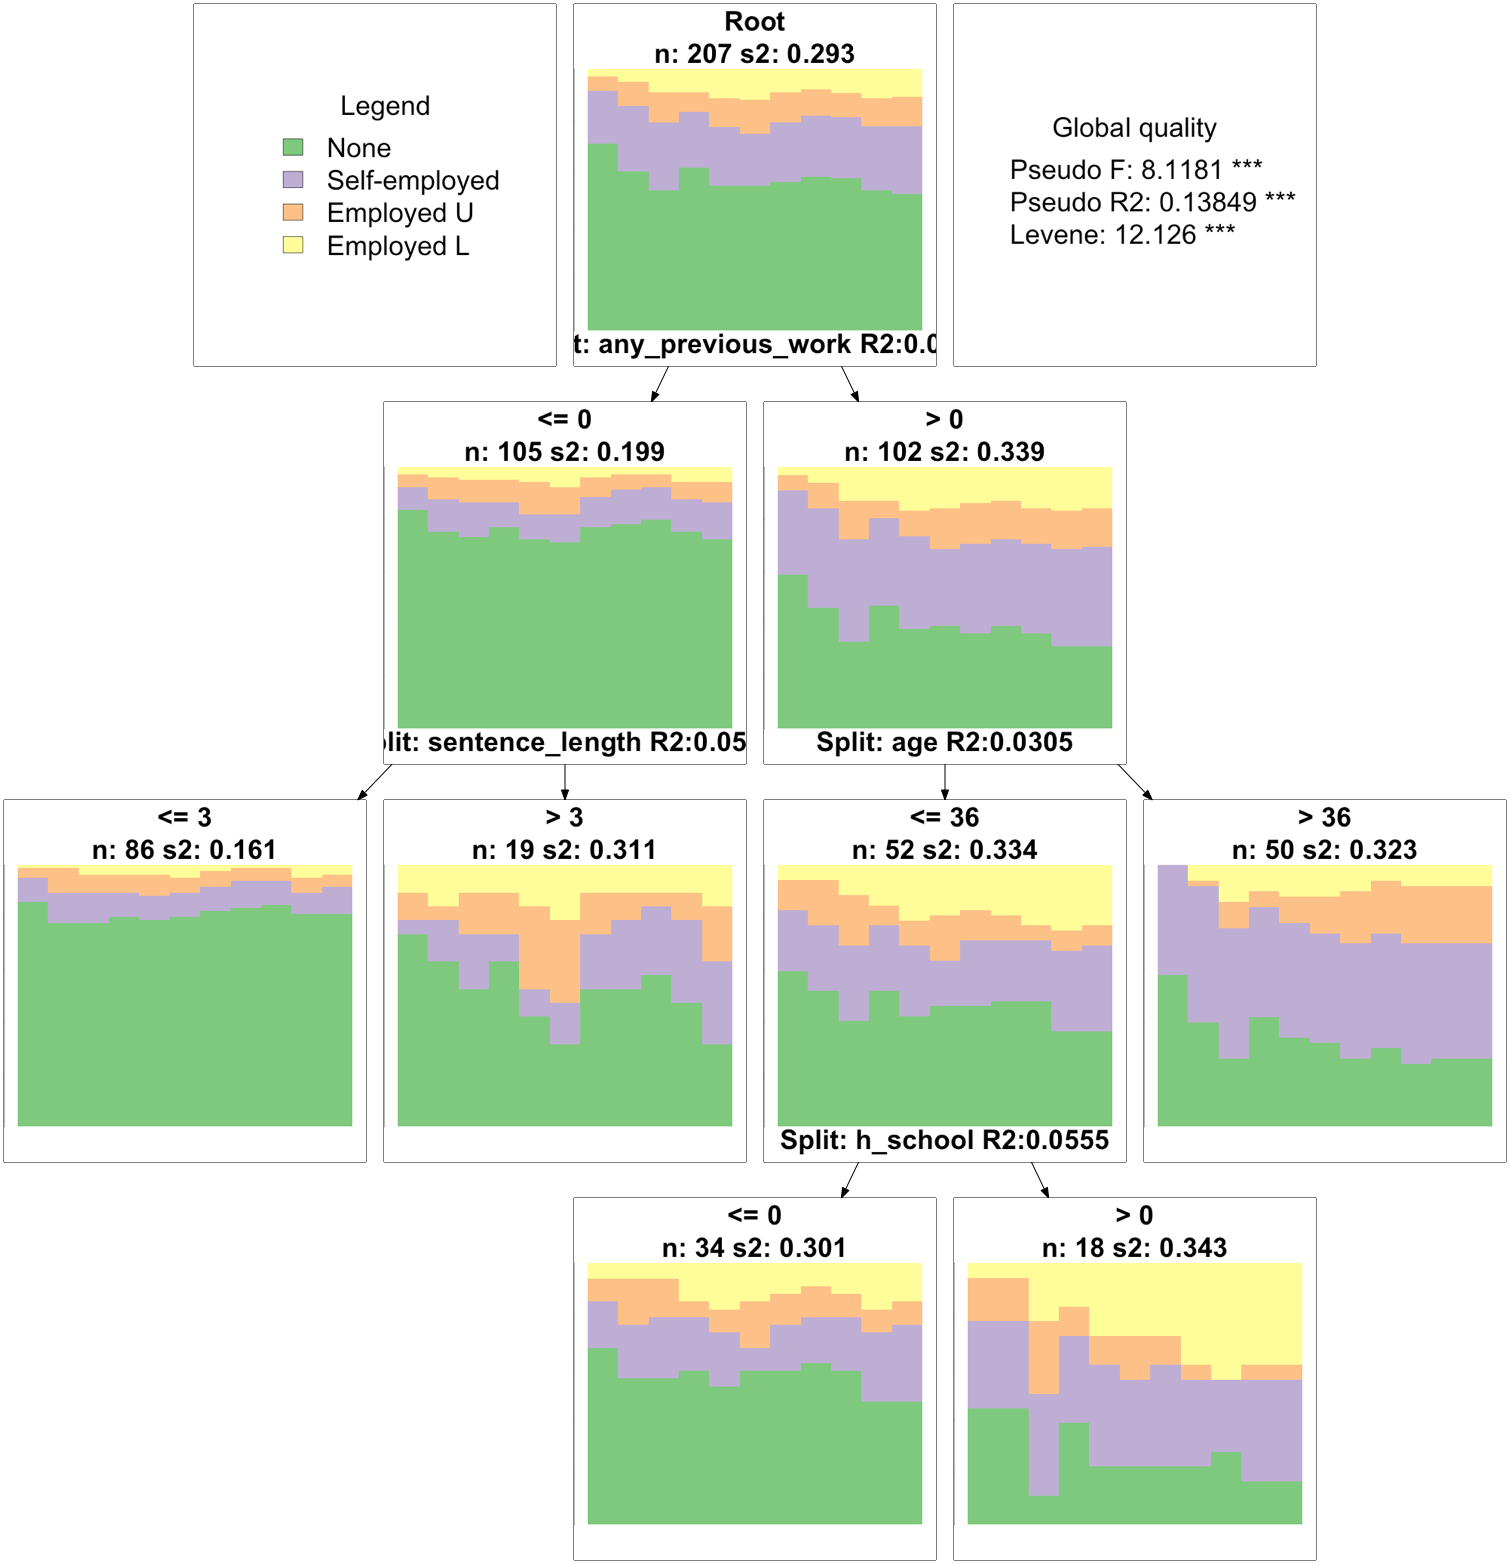 Root
n: 207 s2: 0.293
Legend
None
Self-employed
Employed U
Employed L
Global quality
Pseudo F: 8.1181 ***
Pseudo R2: 0.13849 ***
Levene: 12.126 ***
t: any_previous_work R2:0.0
<= 0
n: 105 s2: 0.199
> 0
n: 102 s2: 0.339
lit: sentence_length R2:0.05
Split: age R2:0.0305
<= 3
n: 86 s2: 0.161
> 3
n: 19 s2: 0.311
<= 36
n: 52 s2: 0.334
> 36
n: 50 s2: 0.323
Split: h_school R2:0.0555
<= 0
n: 34 s2: 0.301
> 0
n: 18 s2: 0.343